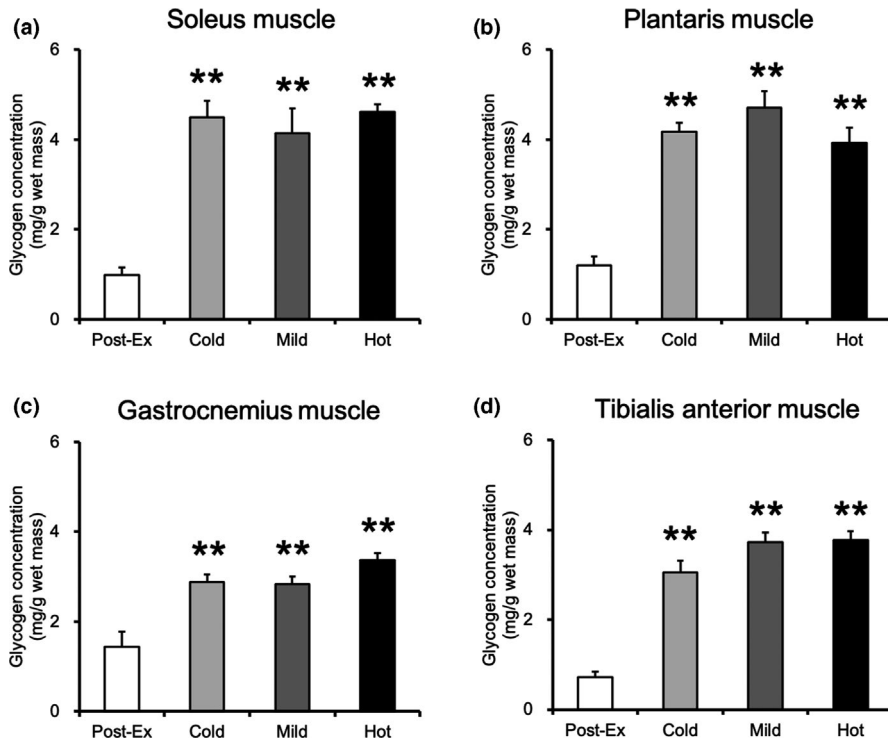 (a)
Soleus muscle
Glycogen concentration
(mg/g wet mass)
6
4
2
0
**
**
**
Post-Ex
Cold
Mild
Hot
(b)
Plantaris muscle
Glycogen concentration
(mg/g wet mass)
6
4
2
0
**
**
**
Post-Ex
Cold
Mild
Hot
(c)
Gastrocnemius muscle
Glycogen concentration
(mg/g wet mass)
6
4
2
0
**
**
**
Post-Ex
Cold
Mild
Hot
(d)
Tibialis anterior muscle
Glycogen concentration
(mg/g wet mass)
6
4
2
0
**
**
**
Post-Ex
Cold
Mild
Hot